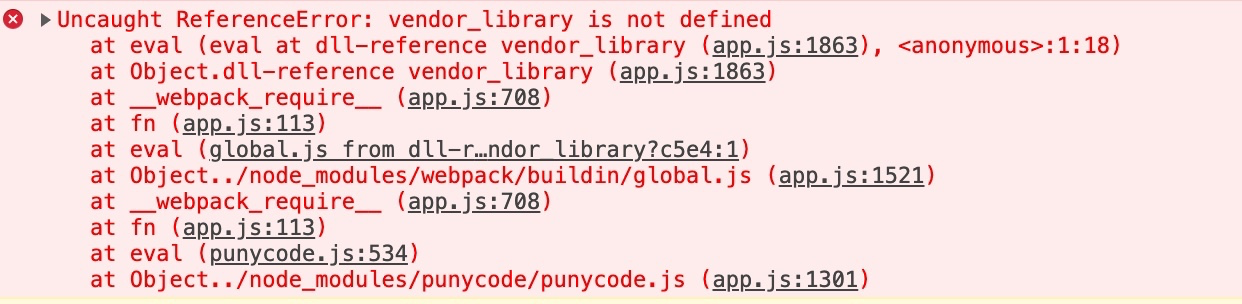 Uncaught ReferenceError: vendor_library is not defined
at eval (eval at dll-reference vendor_library (app.js:1863), <anonymous>:1:18)
at Object.dll-reference vendor_library (app.js:1863)
at __webpack_require__ (app.js:708)
at fn (app.js:113)
at eval (global.js from dll-r…ndor_library?c5e4:1)
at Object../node_modules/webpack/buildin/global.js (app.js:1521)
at __webpack_require__ (app.js:708)
at fn (app.js:113)
at eval (punycode.js:534)
at Object../node_modules/punycode/punycode.js (app.js:1301)